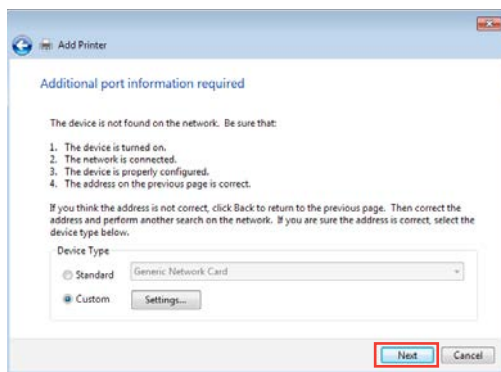 Add Printer
Additional port information required
The device is not found on the network. Be sure that:
1. The device is turned on.
2. The network is connected.
3. The device is properly configured.
4. The address on the previous page is correct.
If you think the address is not correct, click Back to return to the previous page. Then correct the
address and perform another search on the network. If you are sure the address is correct, select the
device type below.
Device Type
Standard Generic Network Card
Custom Settings...
Next Cancel